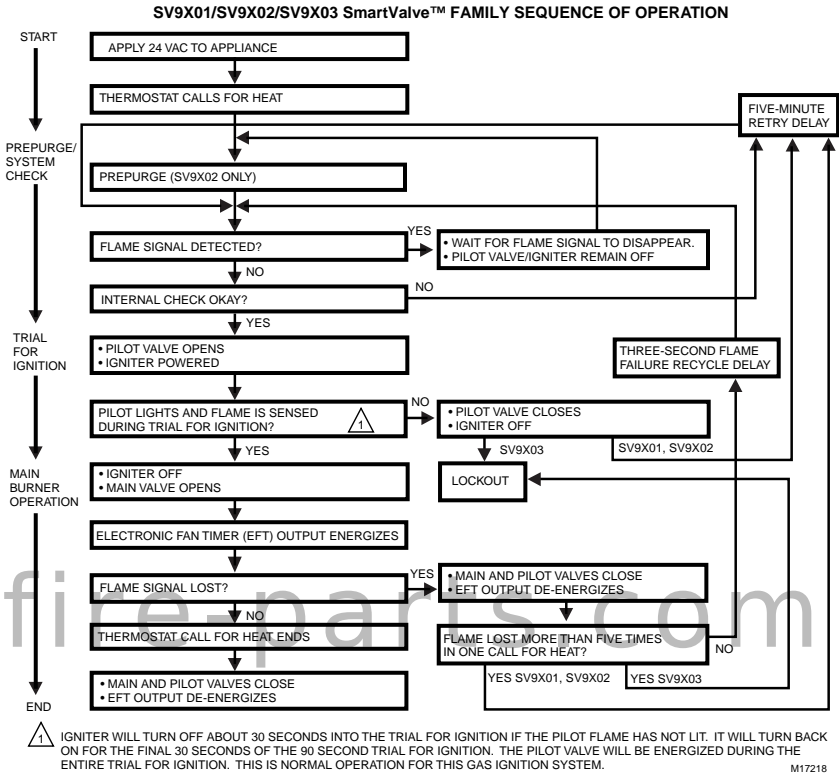 SV9X01/SV9X02/SV9X03 SmartValve™ FAMILY SEQUENCE OF OPERATION
START
APPLY 24 VAC TO APPLIANCE
THERMOSTAT CALLS FOR HEAT
FIVE-MINUTE
RETRY DELAY
PREPURGE/
SYSTEM
CHECK
PREPURGE (SV9X02 ONLY)
FLAME SIGNAL DETECTED?
YES
• WAIT FOR FLAME SIGNAL TO DISAPPEAR.
• PILOT VALVE/IGNITER REMAIN OFF
NO
INTERNAL CHECK OKAY?
NO
YES
TRIAL
FOR
IGNITION
• PILOT VALVE OPENS
• IGNITER POWERED
THREE-SECOND FLAME
FAILURE RECYCLE DELAY
PILOT LIGHTS AND FLAME IS SENSED
DURING TRIAL FOR IGNITION?
1
NO
• PILOT VALVE CLOSES
• IGNITER OFF
YES
SV9X03
SV9X01, SV9X02
MAIN
BURNER
OPERATION
• IGNITER OFF
• MAIN VALVE OPENS
LOCKOUT
ELECTRONIC FAN TIMER (EFT) OUTPUT ENERGIZES
FLAME SIGNAL LOST?
YES
• MAIN AND PILOT VALVES CLOSE
• EFT OUTPUT DE-ENERGIZES
fire-parts.com
NO
THERMOSTAT CALL FOR HEAT ENDS
FLAME LOST MORE THAN FIVE TIMES
IN ONE CALL FOR HEAT?
NO
YES SV9X01, SV9X02
YES SV9X03
• MAIN AND PILOT VALVES CLOSE
• EFT OUTPUT DE-ENERGIZES
END
1
IGNITER WILL TURN OFF ABOUT 30 SECONDS INTO THE TRIAL FOR IGNITION IF THE PILOT FLAME HAS NOT LIT. IT WILL TURN BACK
ON FOR THE FINAL 30 SECONDS OF THE 90 SECOND TRIAL FOR IGNITION. THE PILOT VALVE WILL BE ENERGIZED DURING THE
ENTIRE TRIAL FOR IGNITION. THIS IS NORMAL OPERATION FOR THIS GAS IGNITION SYSTEM.
M17218